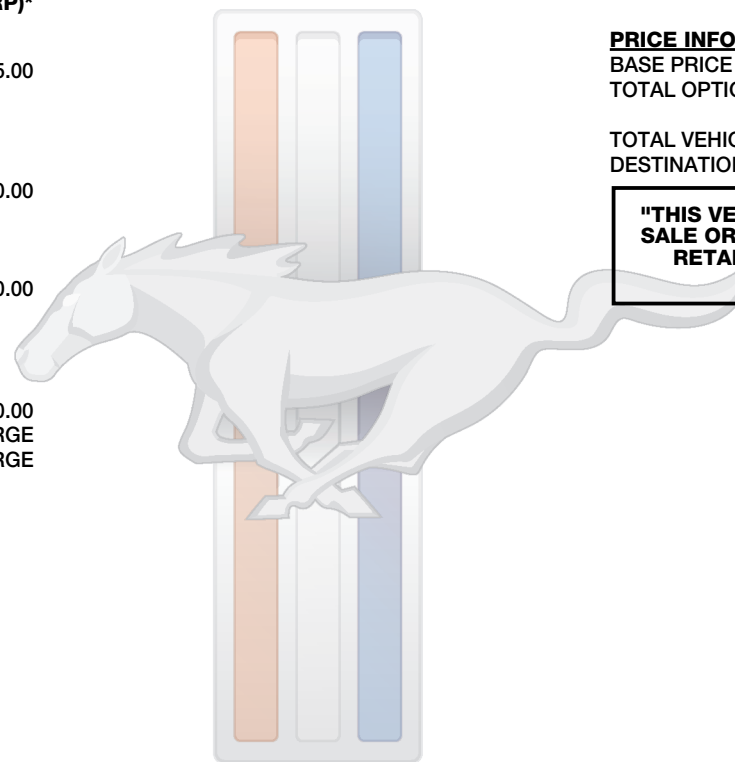 RP)*
5.00
0.00
0.00
0.00
RGE
RGE
PRICE INFO
BASE PRICE
TOTAL OPTIO
TOTAL VEHIC
DESTINATION
"THIS VE
SALE OR
RETAI